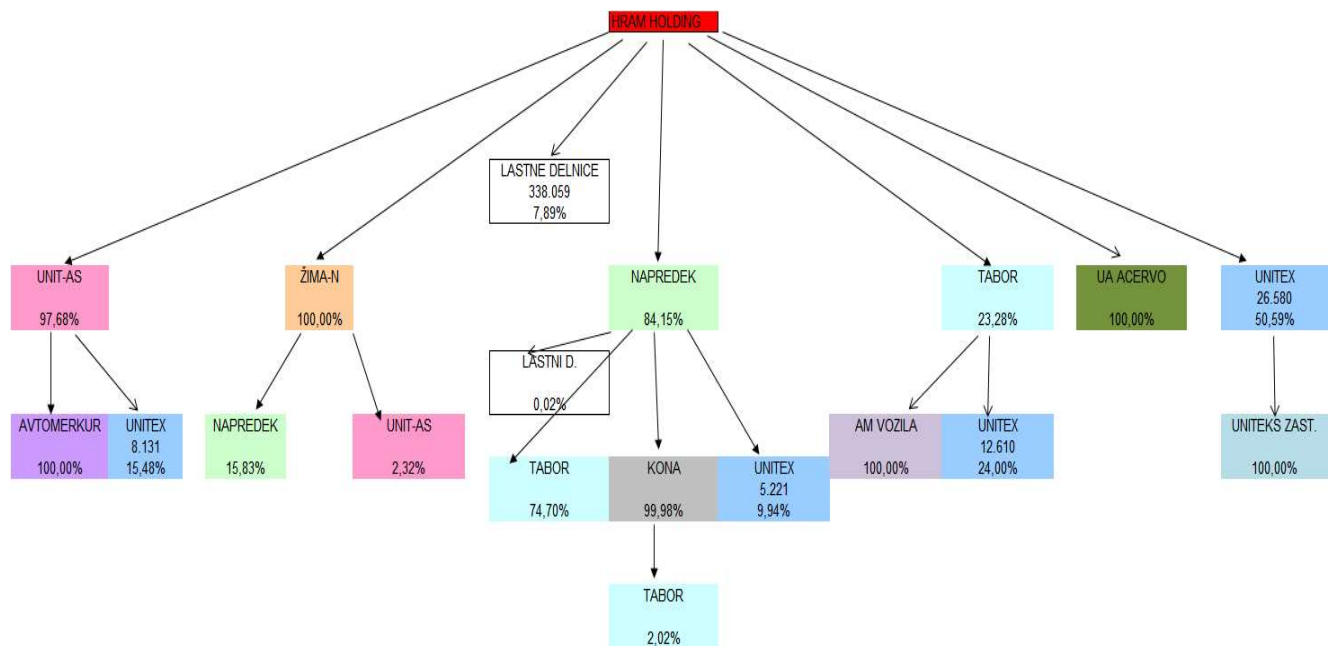 HRAM HOLDING
LASTNE DELNICE
338.059
7,89%
UNIT-AS
97,68%
ŽIMA-N
100,00%
NAPREDEK
84,15%
TABOR
23,28%
UA ACERVO
100,00%
UNITEX
26.580
50,59%
LASTNI D.
0,02%
AVTOMERKUR
100,00%
UNITEX
8.131
15,48%
NAPREDEK
15,83%
UNIT-AS
2,32%
TABOR
74,70%
KONA
99,98%
UNITEX
5.221
9,94%
AM VOZILA
100,00%
UNITEX
12.610
24,00%
UNITEKS ZAST.
100,00%
TABOR
2,02%